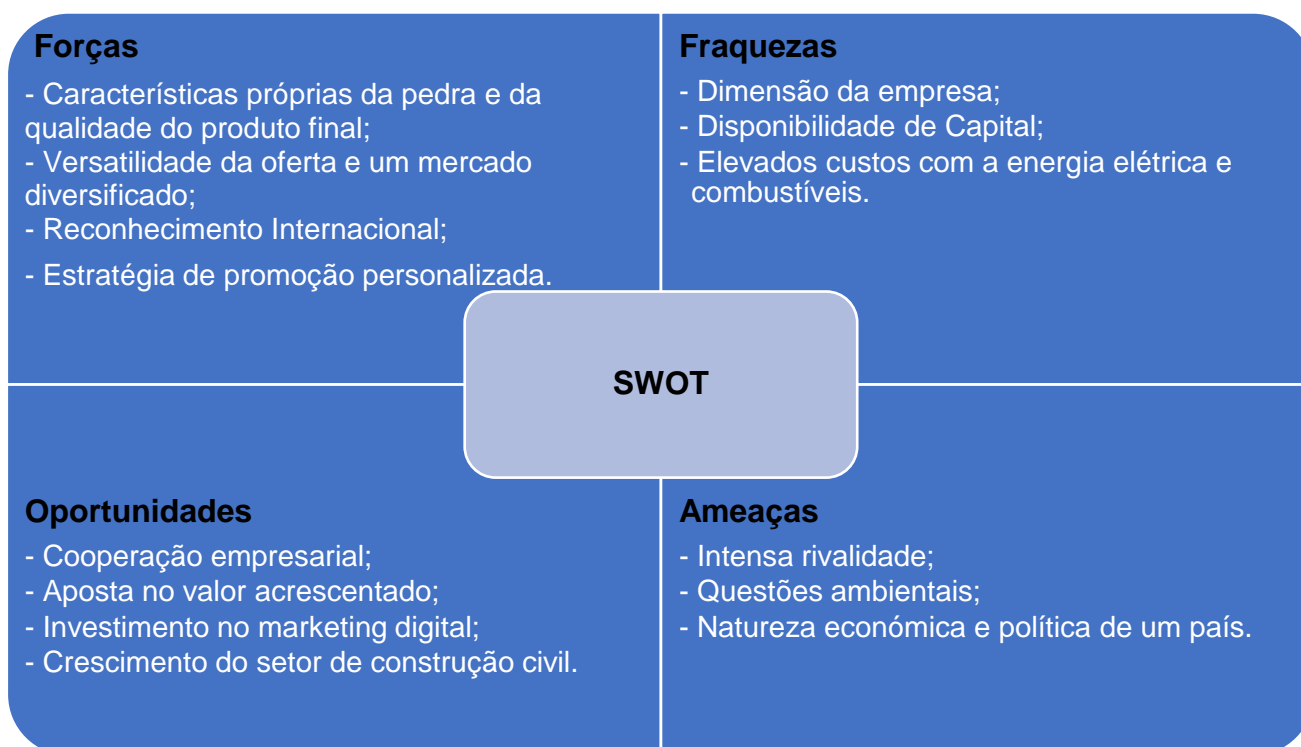 Forças
- Características próprias da pedra e da
qualidade do produto final;
- Versatilidade da oferta e um mercado
diversificado;
- Reconhecimento Internacional;
- Estratégia de promoção personalizada.
Fraquezas
- Dimensão da empresa;
- Disponibilidade de Capital;
- Elevados custos com a energia elétrica e
combustíveis.
SWOT
Oportunidades
- Cooperação empresarial;
- Aposta no valor acrescentado;
- Investimento no marketing digital;
- Crescimento do setor de construção civil.
Ameaças
- Intensa rivalidade;
- Questões ambientais;
- Natureza económica e política de um país.